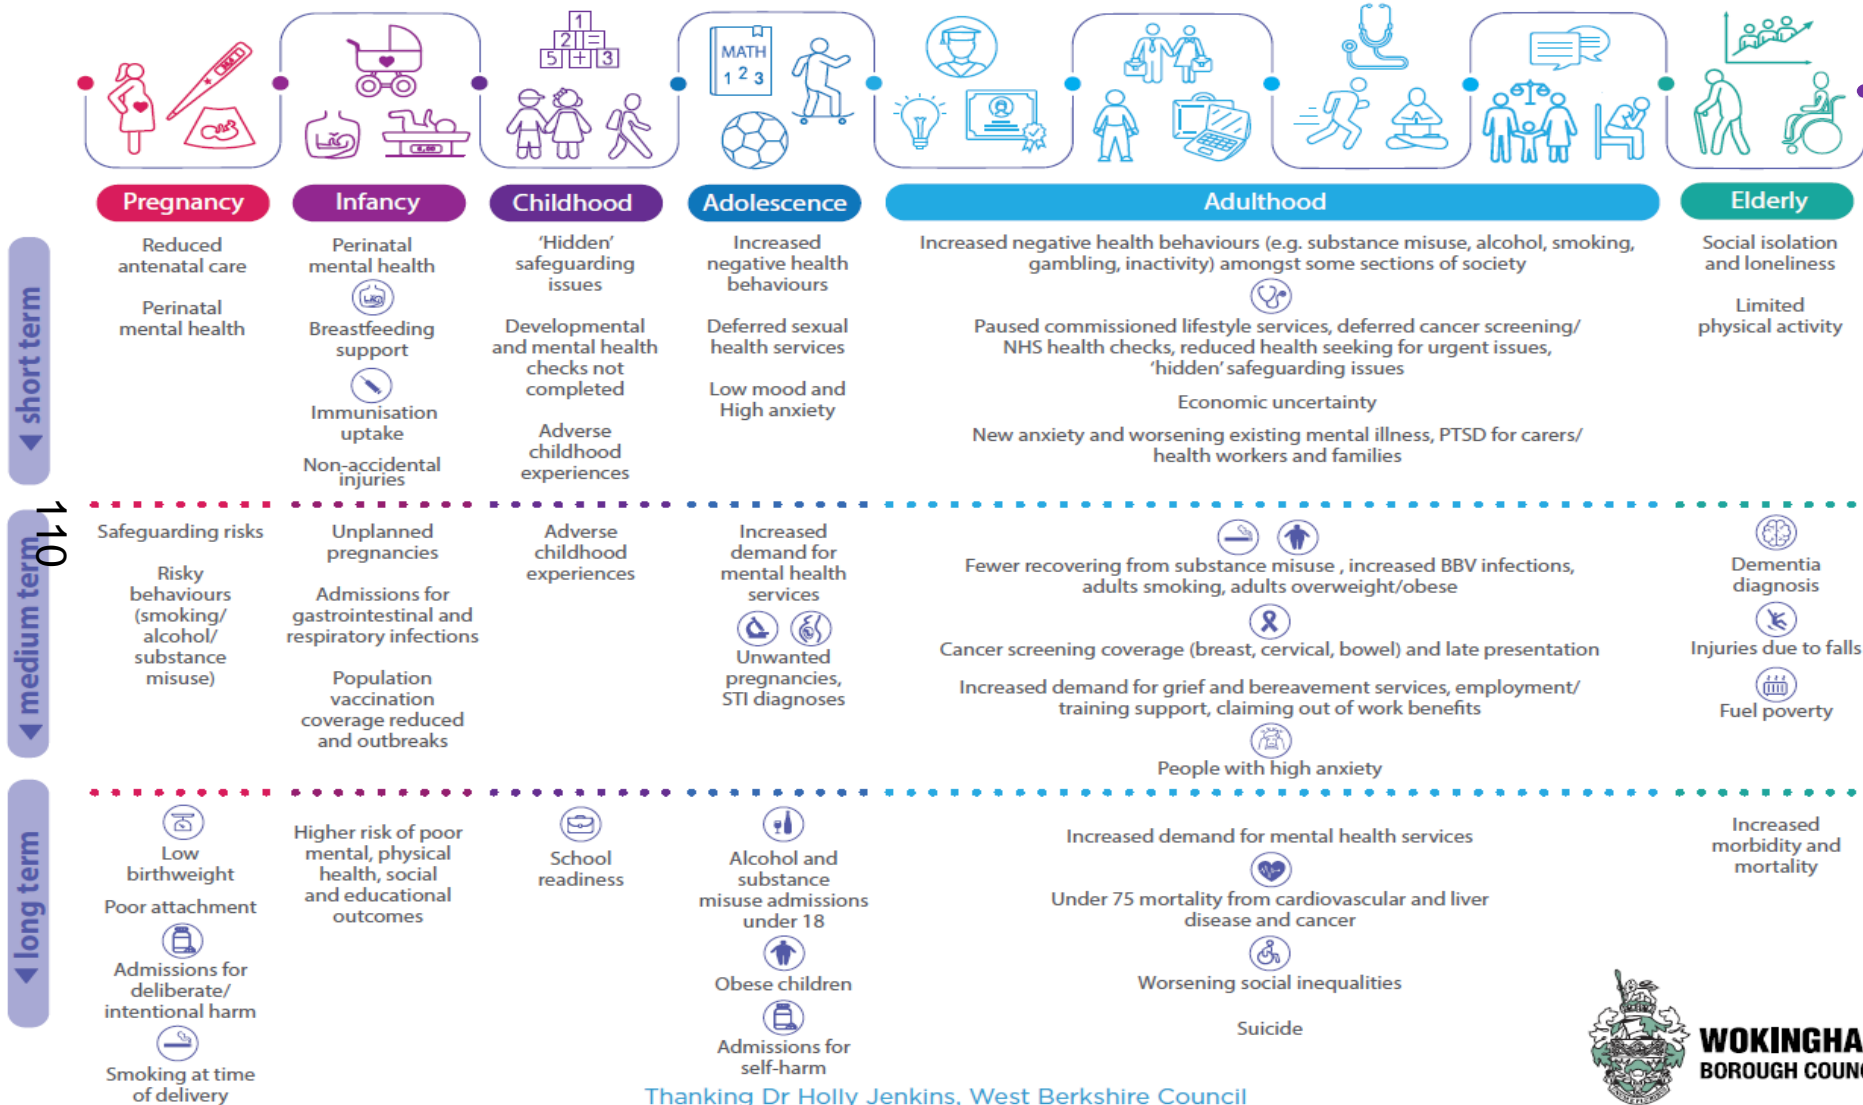 1
2 =
5 + 3
MATH
1 2 3
Pregnancy
Infancy
Childhood
Adolescence
Adulthood
Elderly
short term
Reduced
antenatal care
Perinatal
mental health
Perinatal
mental health
Breastfeeding
support
Immunisation
uptake
Non-accidental
injuries
‘Hidden’
safeguarding
issues
Developmental
and mental health
checks not
completed
Adverse
childhood
experiences
Increased
negative health
behaviours
Deferred sexual
health services
Low mood and
High anxiety
Increased negative health behaviours (e.g. substance misuse, alcohol, smoking,
gambling, inactivity) amongst some sections of society
Paused commissioned lifestyle services, deferred cancer screening/
NHS health checks, reduced health seeking for urgent issues,
‘hidden’ safeguarding issues
Economic uncertainty
New anxiety and worsening existing mental illness, PTSD for carers/
health workers and families
Social isolation
and loneliness
Limited
physical activity
110
medium term
Safeguarding risks
Risky
behaviours
(smoking/
alcohol/
substance
misuse)
Unplanned
pregnancies
Admissions for
gastrointestinal and
respiratory infections
Population
vaccination
coverage reduced
and outbreaks
Adverse
childhood
experiences
Increased
demand for
mental health
services
Unwanted
pregnancies,
STI diagnoses
Fewer recovering from substance misuse , increased BBV infections,
adults smoking, adults overweight/obese
Cancer screening coverage (breast, cervical, bowel) and late presentation
Increased demand for grief and bereavement services, employment/
training support, claiming out of work benefits
People with high anxiety
Dementia
diagnosis
Injuries due to falls
Fuel poverty
long term
Low
birthweight
Poor attachment
Admissions for
deliberate/
intentional harm
Smoking at time
of delivery
Higher risk of poor
mental, physical
health, social
and educational
outcomes
School
readiness
Alcohol and
substance
misuse admissions
under 18
Obese children
Admissions for
self-harm
Increased demand for mental health services
Under 75 mortality from cardiovascular and liver
disease and cancer
Worsening social inequalities
Suicide
Increased
morbidity and
mortality
Thanking Dr Holly Jenkins, West Berkshire Council
WOKINGHA
BOROUGH COUNC